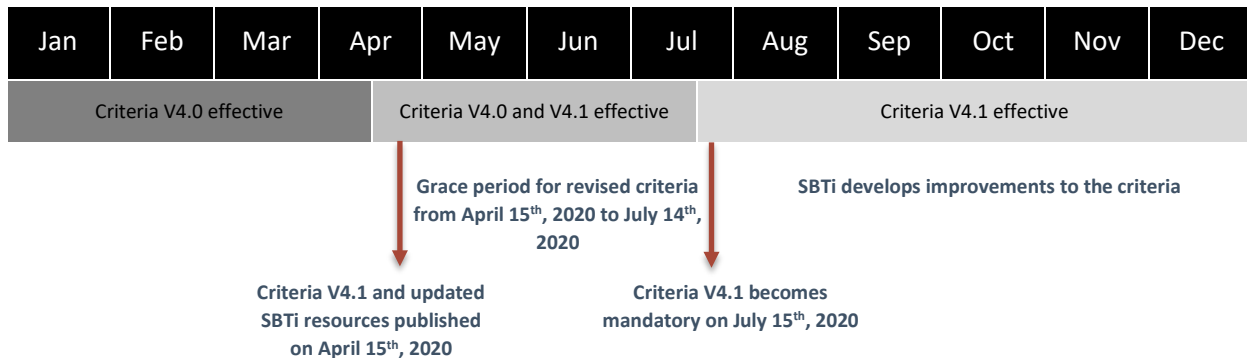 Jan Feb Mar Apr May Jun Jul Aug Sep Oct Nov Dec
Criteria V4.0 effective Criteria V4.0 and V4.1 effective Criteria V4.1 effective
Grace period for revised criteria
from April 15th, 2020 to July 14th,
2020
SBTi develops improvements to the criteria
Criteria V4.1 and updated
SBTi resources published
on April 15th, 2020
Criteria V4.1 becomes
mandatory on July 15th, 2020